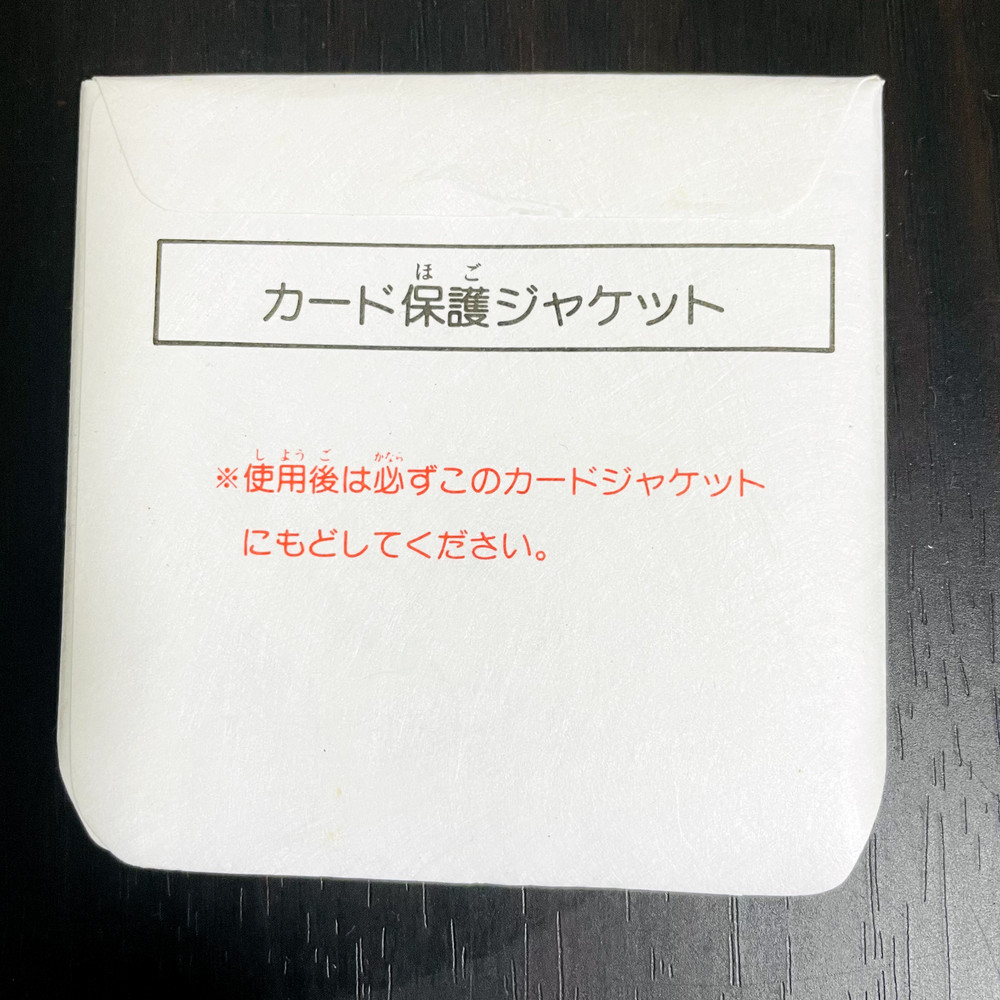 カード保護ジャケット
※使用後は必ずこのカードジャケット
にもどしてください。